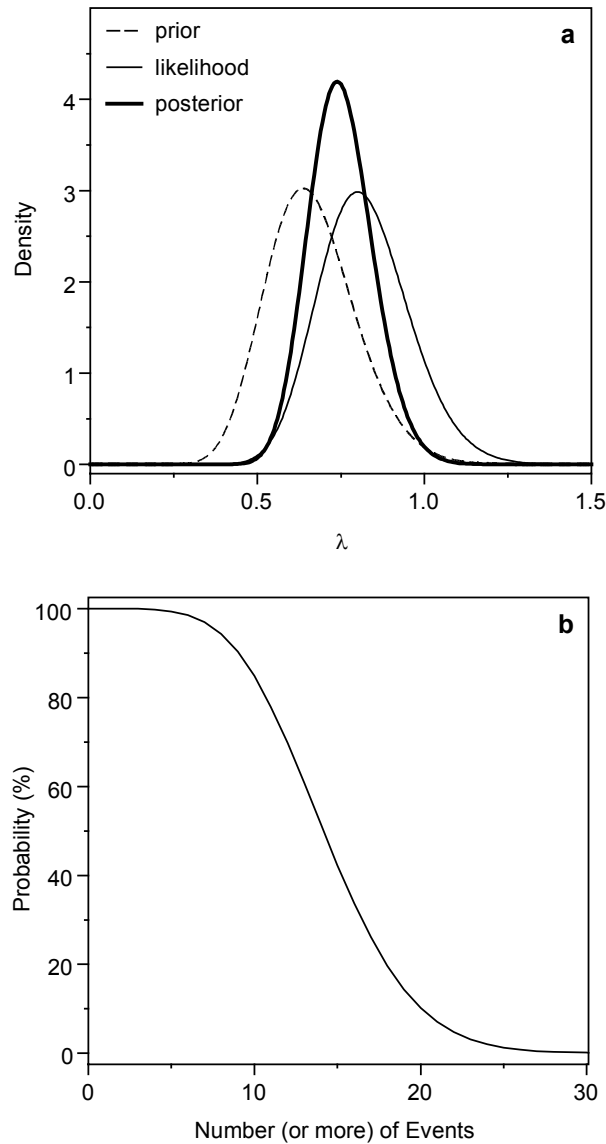 a
prior
likelihood
posterior
4
3
2
1
0
Density
0.0 0.5 1.0 1.5
λ
b
100
80
60
40
20
0
Probability (%)
0 10 20 30
Number (or more) of Events